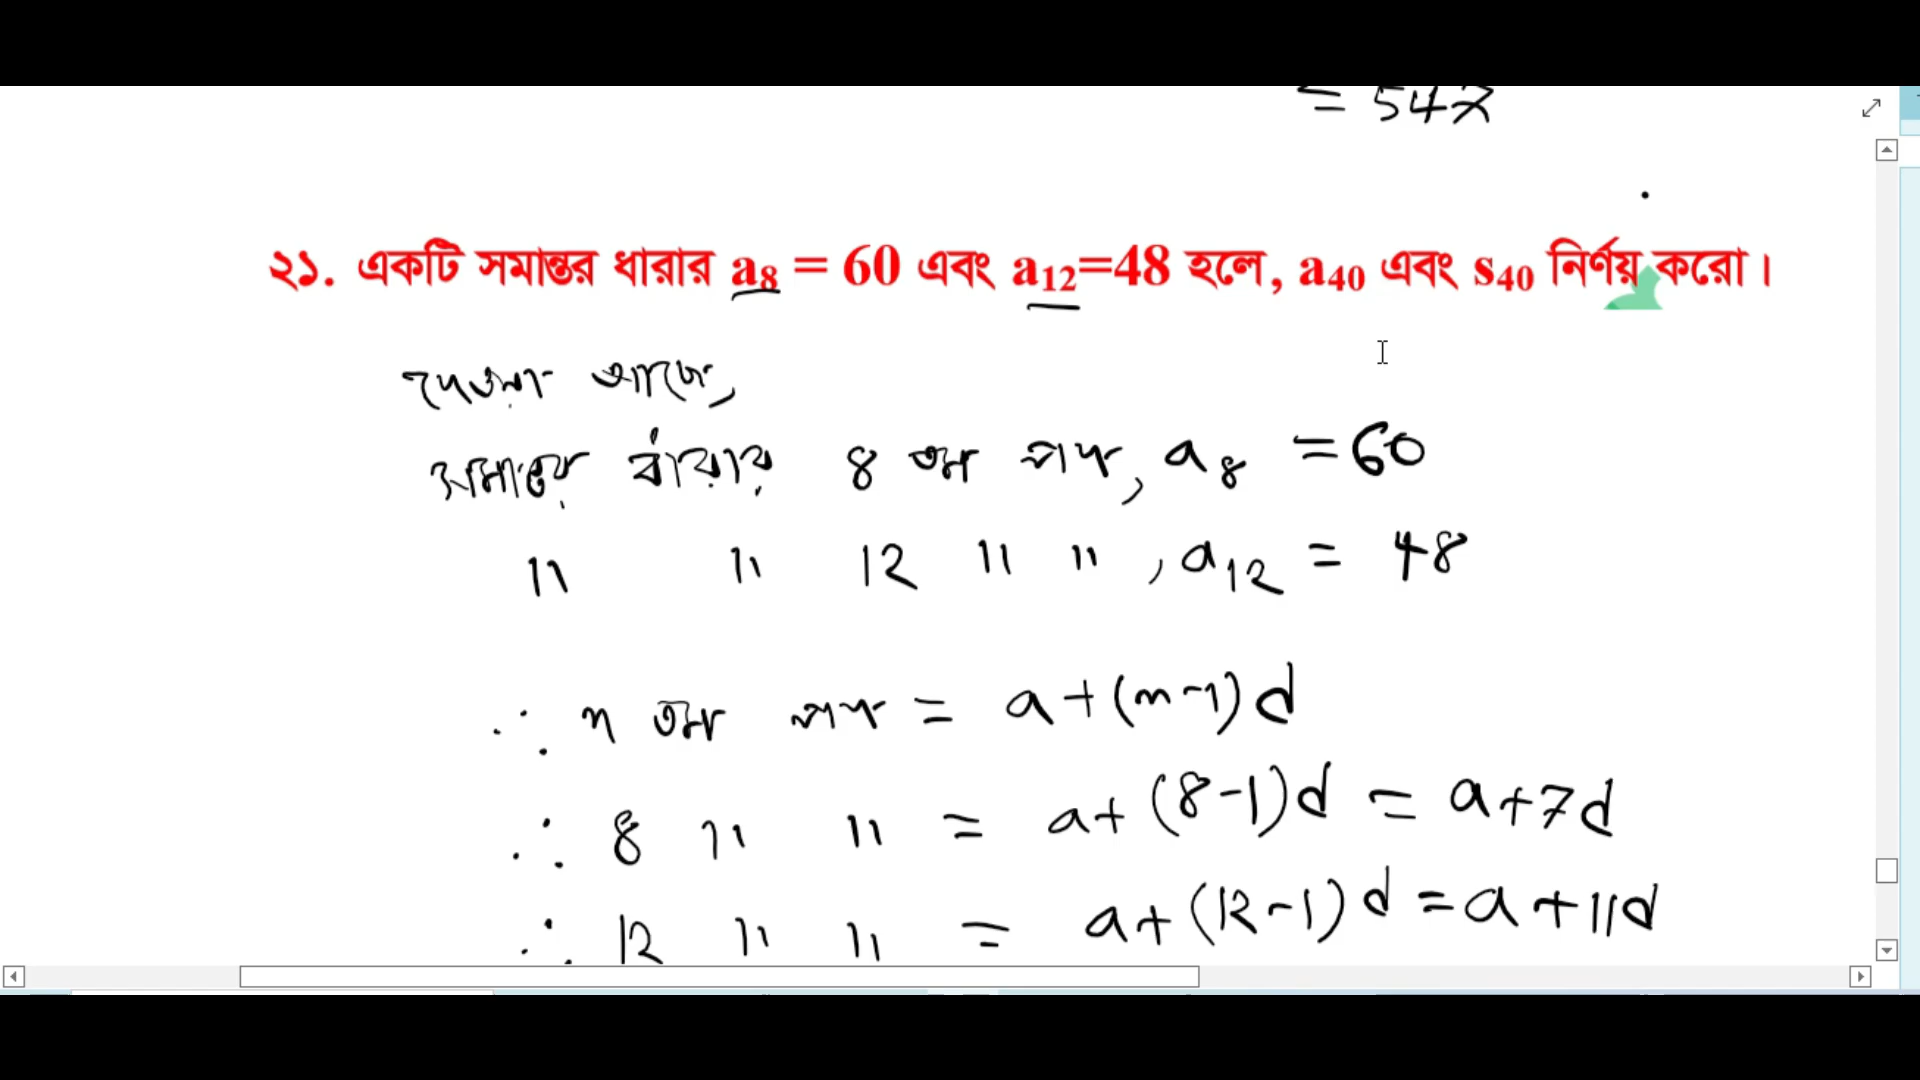 = 547
২১. একটি সমান্তর ধারার a₈ = 60 এবং a₁₂=48 হলে, a₄₀ এবং s₄₀ নির্ণয় করো।
দেওয়া আছে,
সমান্তর ধারার 8 তম পদ, a₈ = 60
" " 12 " " , a₁₂ = 48
∴ n তম পদ = a+(n-1)d
∴ 8 " " = a+(8-1)d = a+7d
∴ 12 " " = a+(12-1)d = a+11d